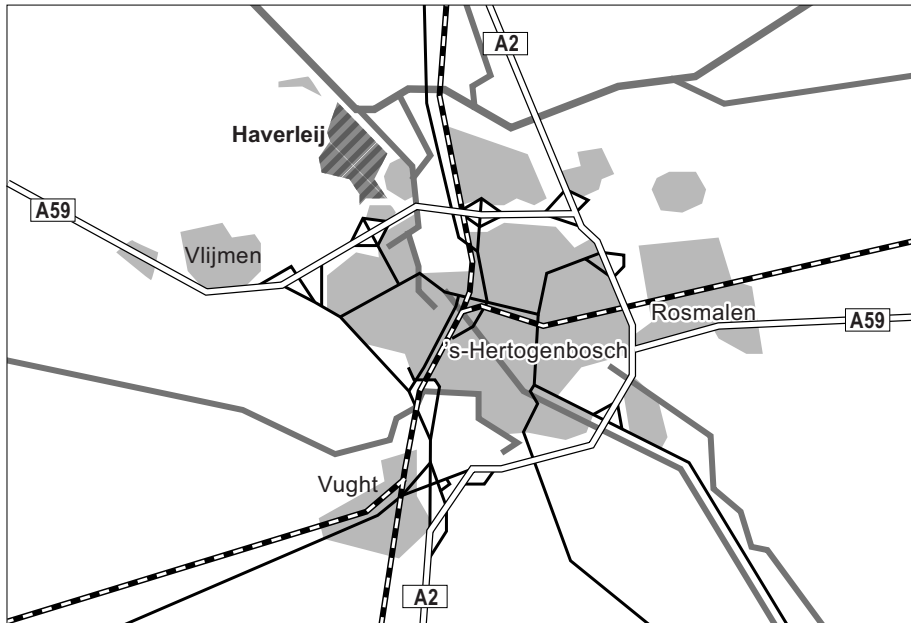 A2
Haverleij
A59
Vlijmen
Rosmalen
A59
's-Hertogenbosch
Vught
A2